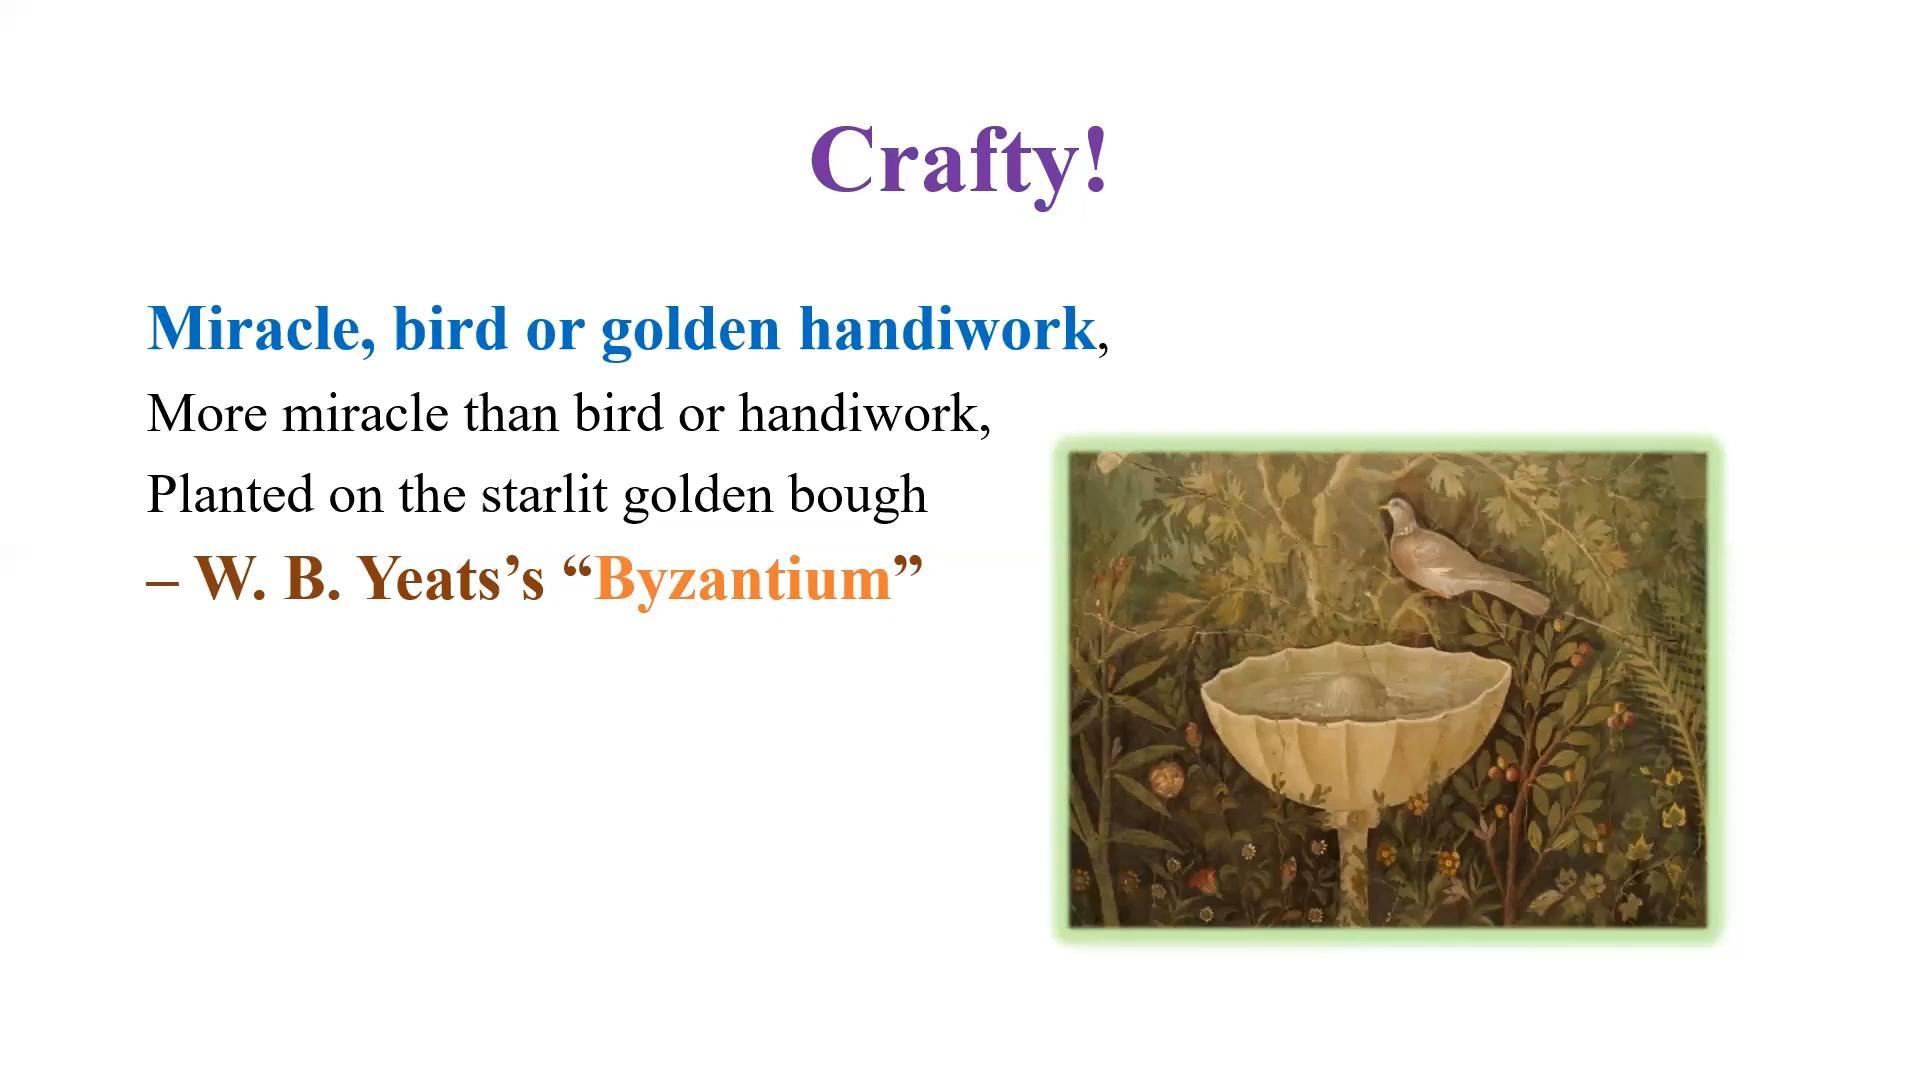 Crafty!
Miracle, bird or golden handiwork,
More miracle than bird or handiwork,
Planted on the starlit golden bough
– W. B. Yeats’s “Byzantium”